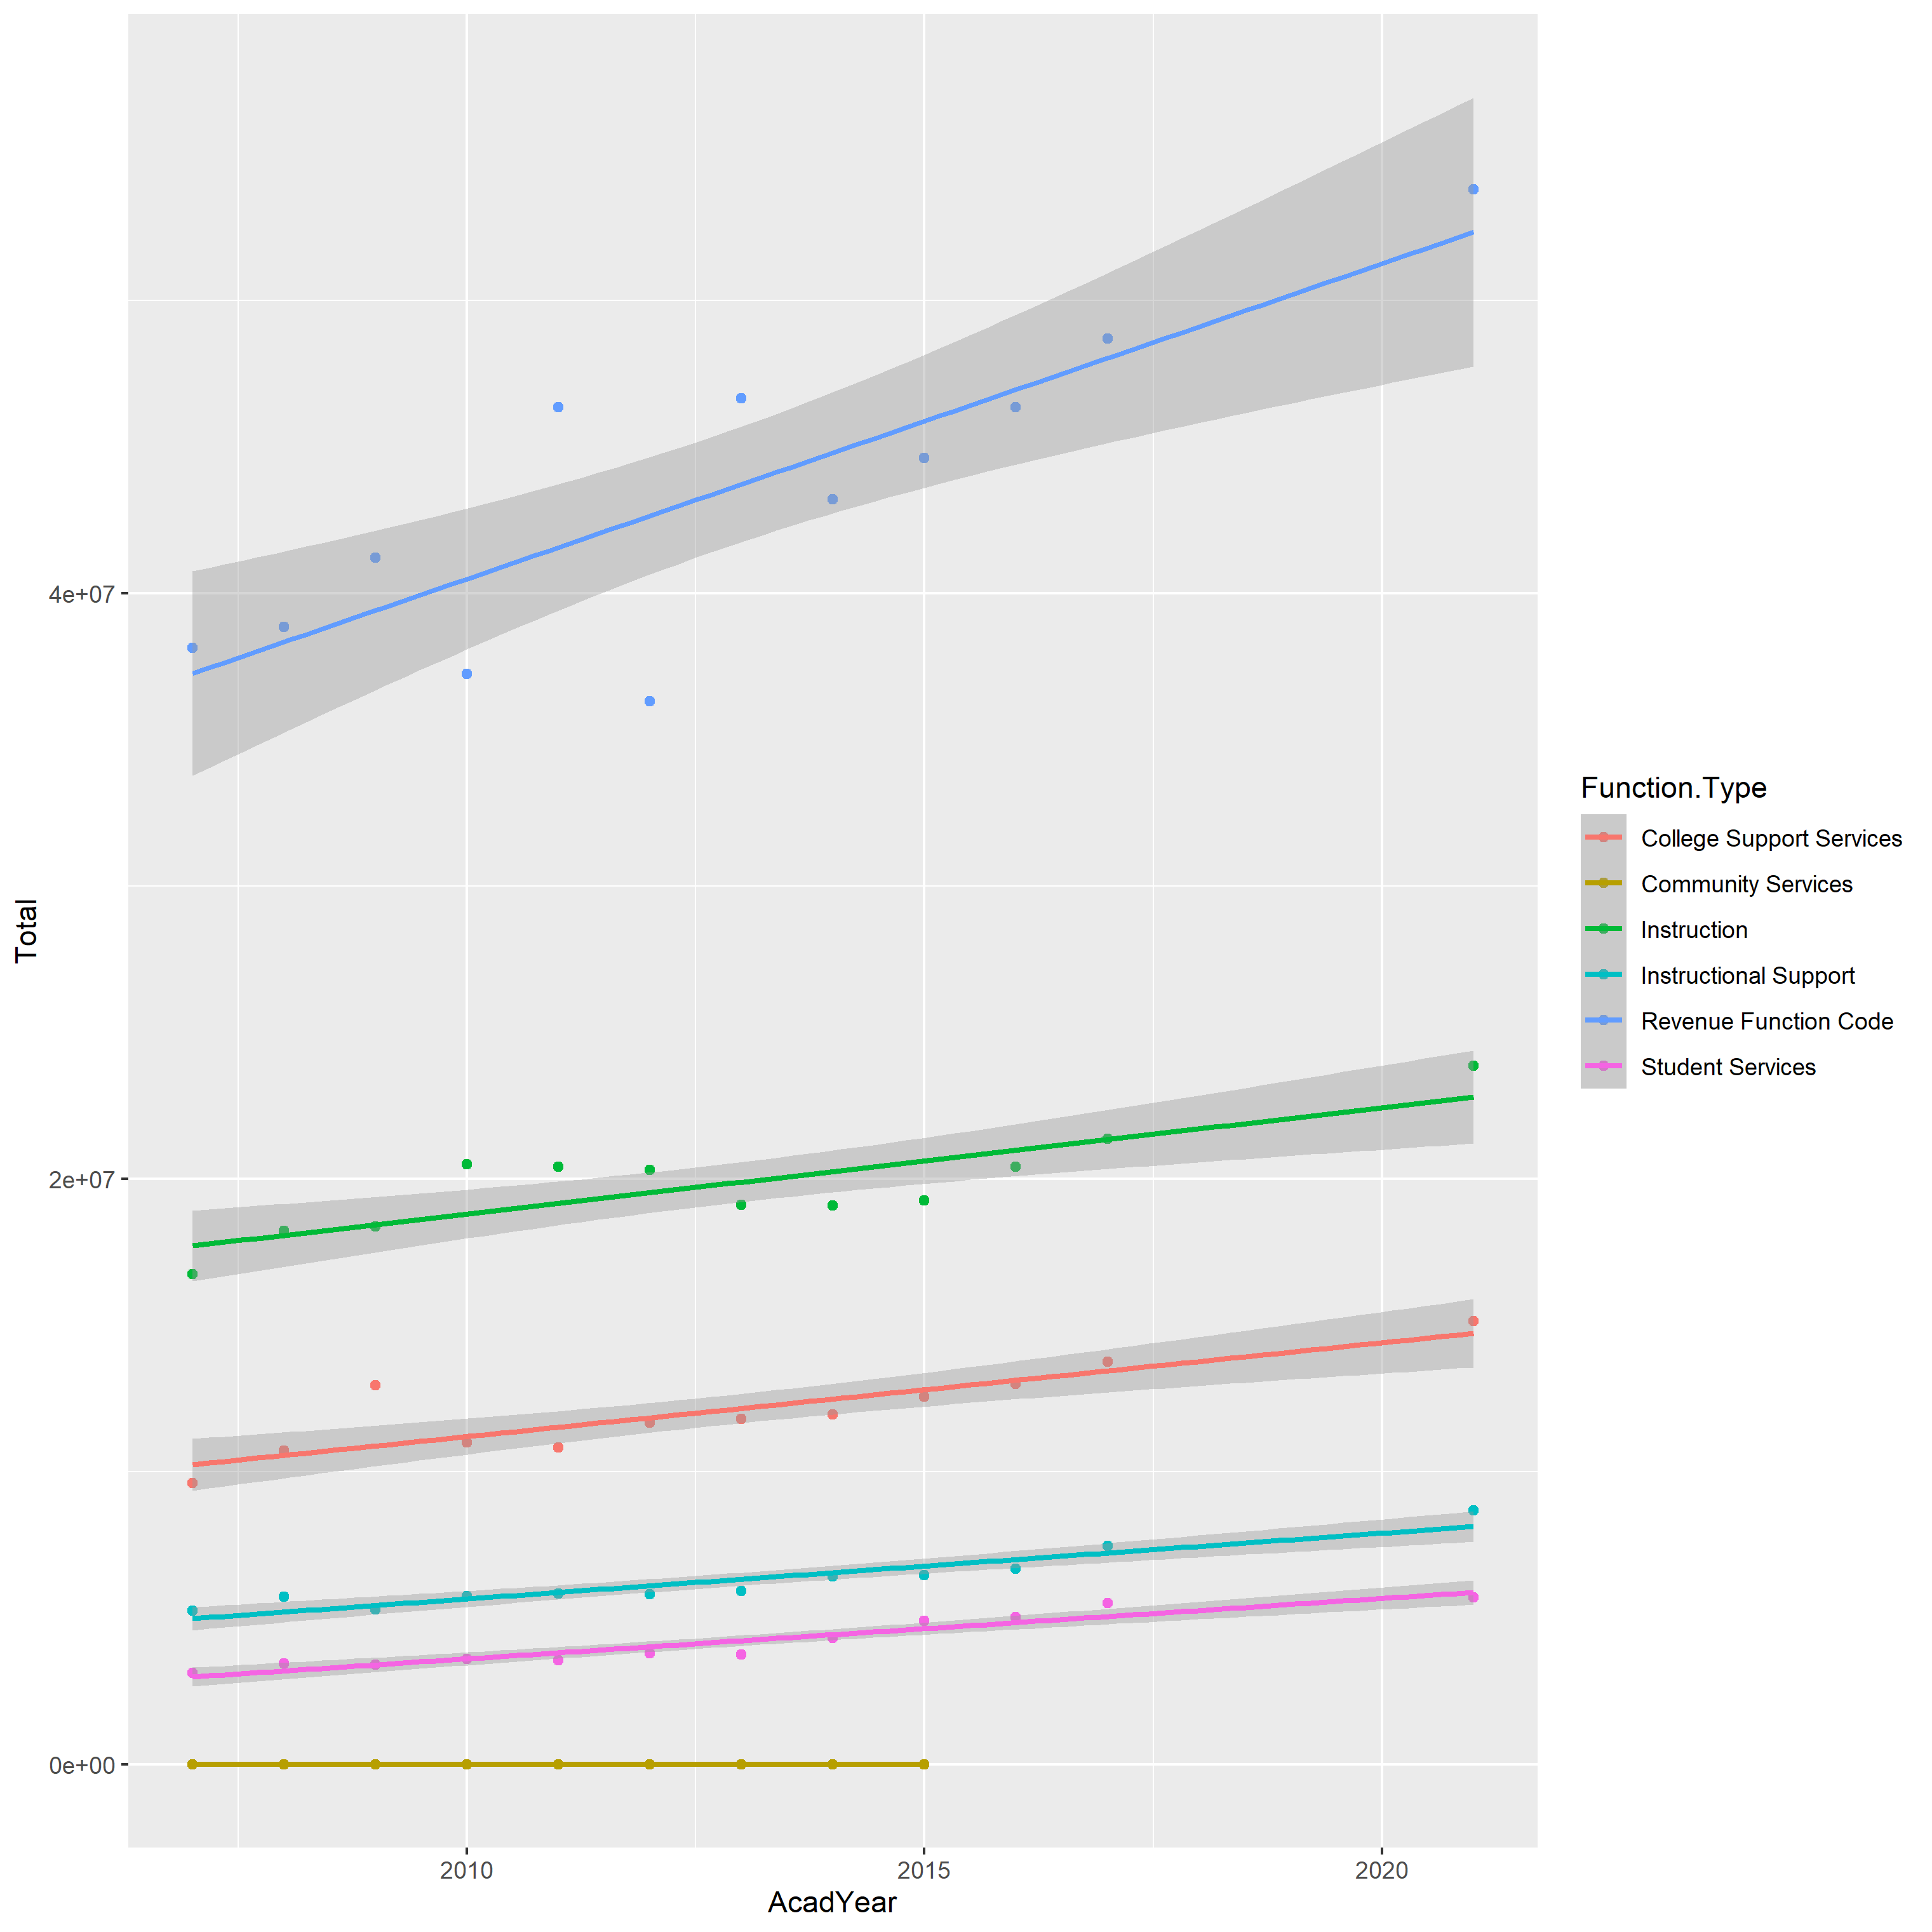 Total
4e+07
2e+07
0e+00
2010
2015
2020
AcadYear
Function.Type
College Support Services
Community Services
Instruction
Instructional Support
Revenue Function Code
Student Services